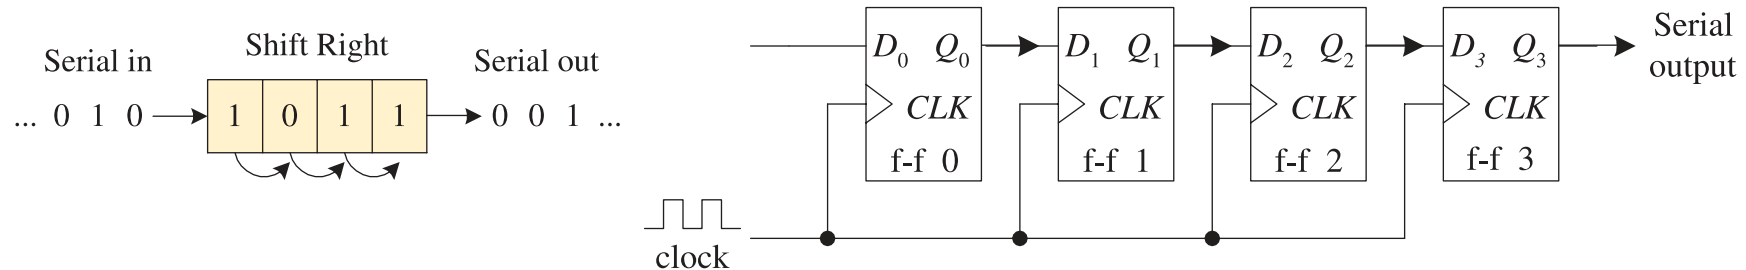 Shift Right
Serial in
Serial out
... 0 1 0
1 0 1 1
0 0 1 ...
D0 Q0
CLK
f-f 0
D1 Q1
CLK
f-f 1
D2 Q2
CLK
f-f 2
D3 Q3
CLK
f-f 3
Serial
output
clock